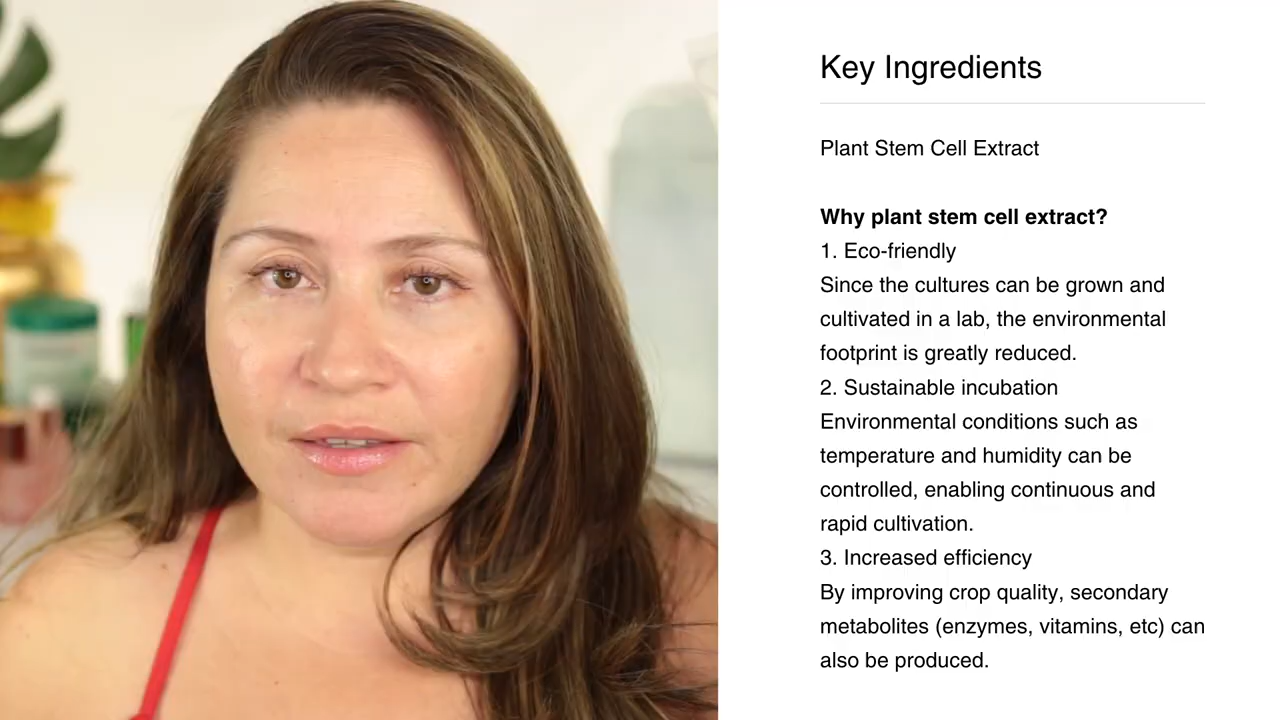 Key Ingredients
Plant Stem Cell Extract
Why plant stem cell extract?
1. Eco-friendly
Since the cultures can be grown and
cultivated in a lab, the environmental
footprint is greatly reduced.
2. Sustainable incubation
Environmental conditions such as
temperature and humidity can be
controlled, enabling continuous and
rapid cultivation.
3. Increased efficiency
By improving crop quality, secondary
metabolites (enzymes, vitamins, etc) can
also be produced.